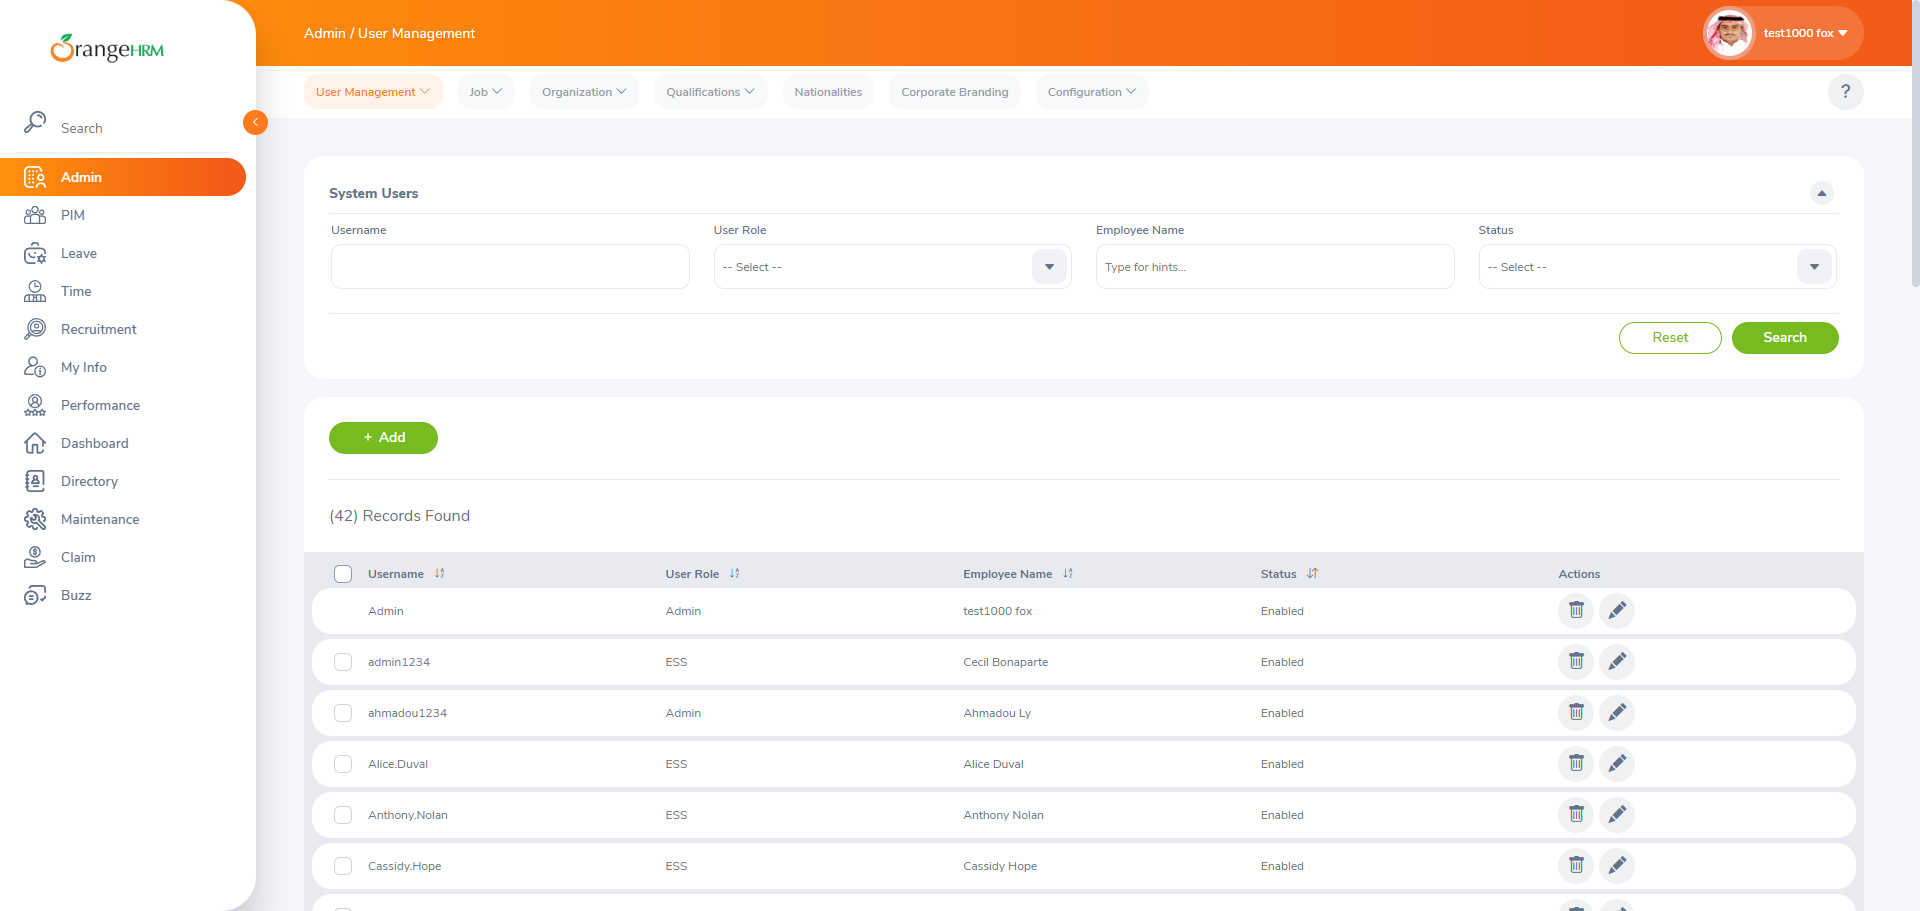 OrangeHRM
Search
Admin
PIM
Leave
Time
Recruitment
My Info
Performance
Dashboard
Directory
Maintenance
Claim
Buzz
Admin / User Management
test1000 fox
User Management
Job
Organization
Qualifications
Nationalities
Corporate Branding
Configuration
?
System Users
Username
User Role
Employee Name
Status
-- Select --
Type for hints...
-- Select --
Reset
Search
+ Add
(42) Records Found
Username User Role Employee Name Status Actions
Admin Admin test1000 fox Enabled
admin1234 ESS Cecil Bonaparte Enabled
ahmadou1234 Admin Ahmadou Ly Enabled
Alice.Duval ESS Alice Duval Enabled
Anthony.Nolan ESS Anthony Nolan Enabled
Cassidy.Hope ESS Cassidy Hope Enabled